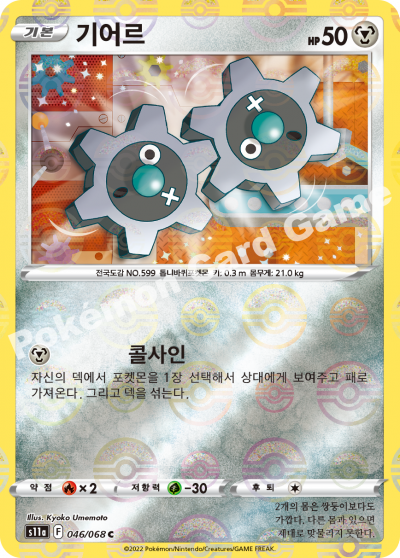 기본 기어르 HP 50
전국도감 NO.599 톱니바퀴포켓몬 키: 0.3 m 몸무게: 21.0 kg
Pokémon Card Game
콜사인
자신의 덱에서 포켓몬을 1장 선택해서 상대에게 보여주고 패로
가져온다. 그리고 덱을 섞는다.
약점 ×2 저항력 -30 후퇴
Illus. Kyoko Umemoto
s11a F 046/068 C
2개의 몸은 쌍둥이보다도
가깝다. 다른 몸이 있으면
제대로 맞물리지 못한다.
©2022 Pokémon/Nintendo/Creatures/GAME FREAK.